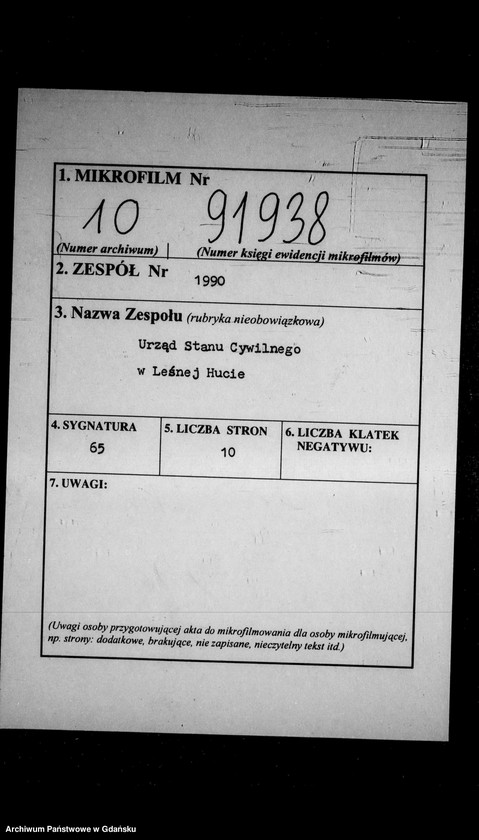 1. MIKROFILM Nr
10 91938
(Numer archiwum) (Numer księgi ewidencji mikrofilmów)
2. ZESPÓŁ Nr 1990
3. Nazwa Zespołu (rubryka nieobowiązkowa)
Urząd Stanu Cywilnego
w Leśnej Hucie
4. SYGNATURA 5. LICZBA STRON 6. LICZBA KLATEK
NEGATYWU:
65 10
7. UWAGI:
(Uwagi osoby przygotowującej akta do mikrofilmowania dla osoby mikrofilmującej,
np. strony: dodatkowe, brakujące, nie zapisane, nieczytelny tekst itd.)
Archiwum Państwowe w Gdańsku